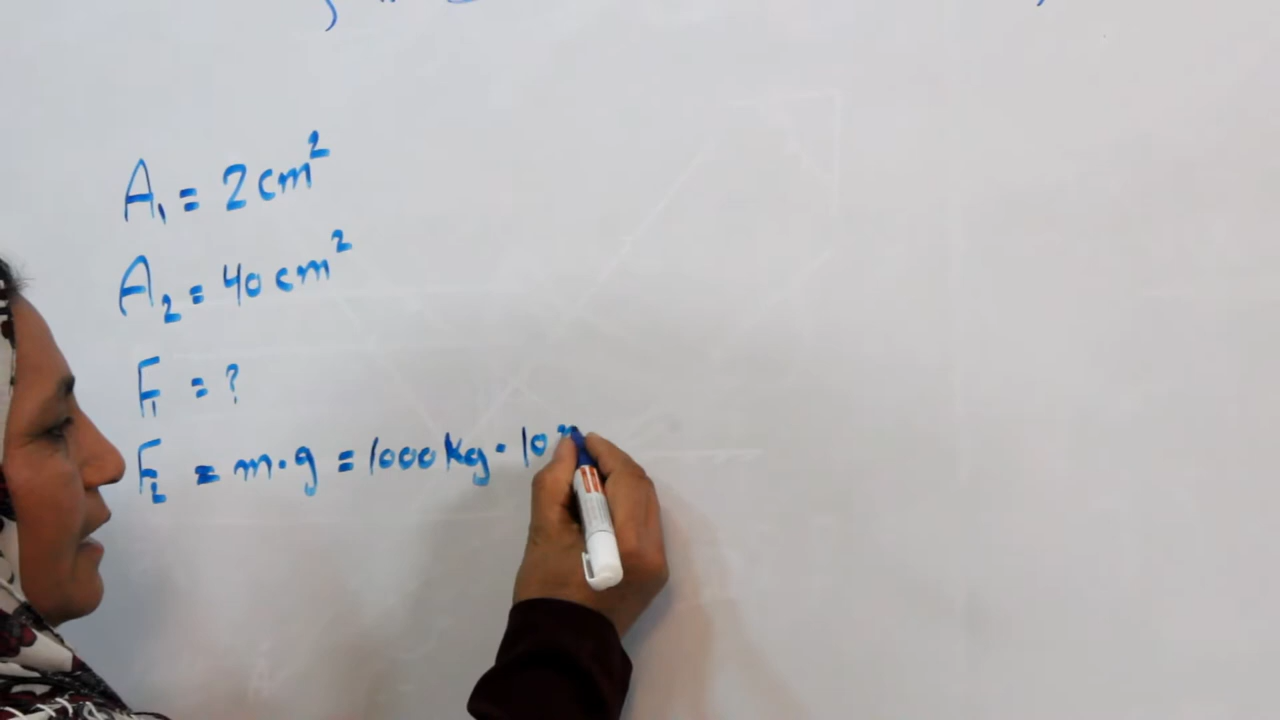 A₁ = 2 cm²
A₂ = 40 cm²
F₁ = ?
F₂ = m · g = 1000 kg · 10